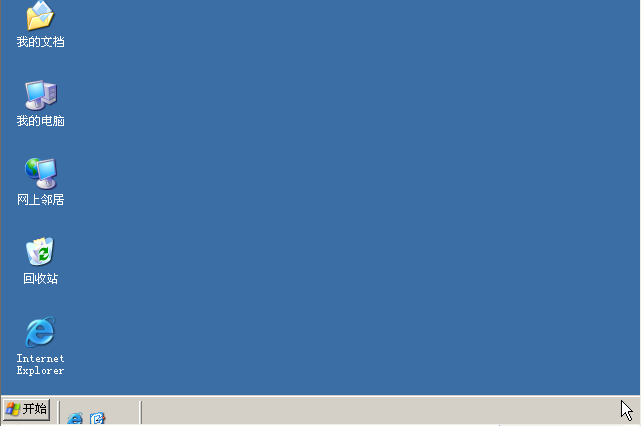 我的文档
我的电脑
网上邻居
回收站
Internet
Explorer
开始